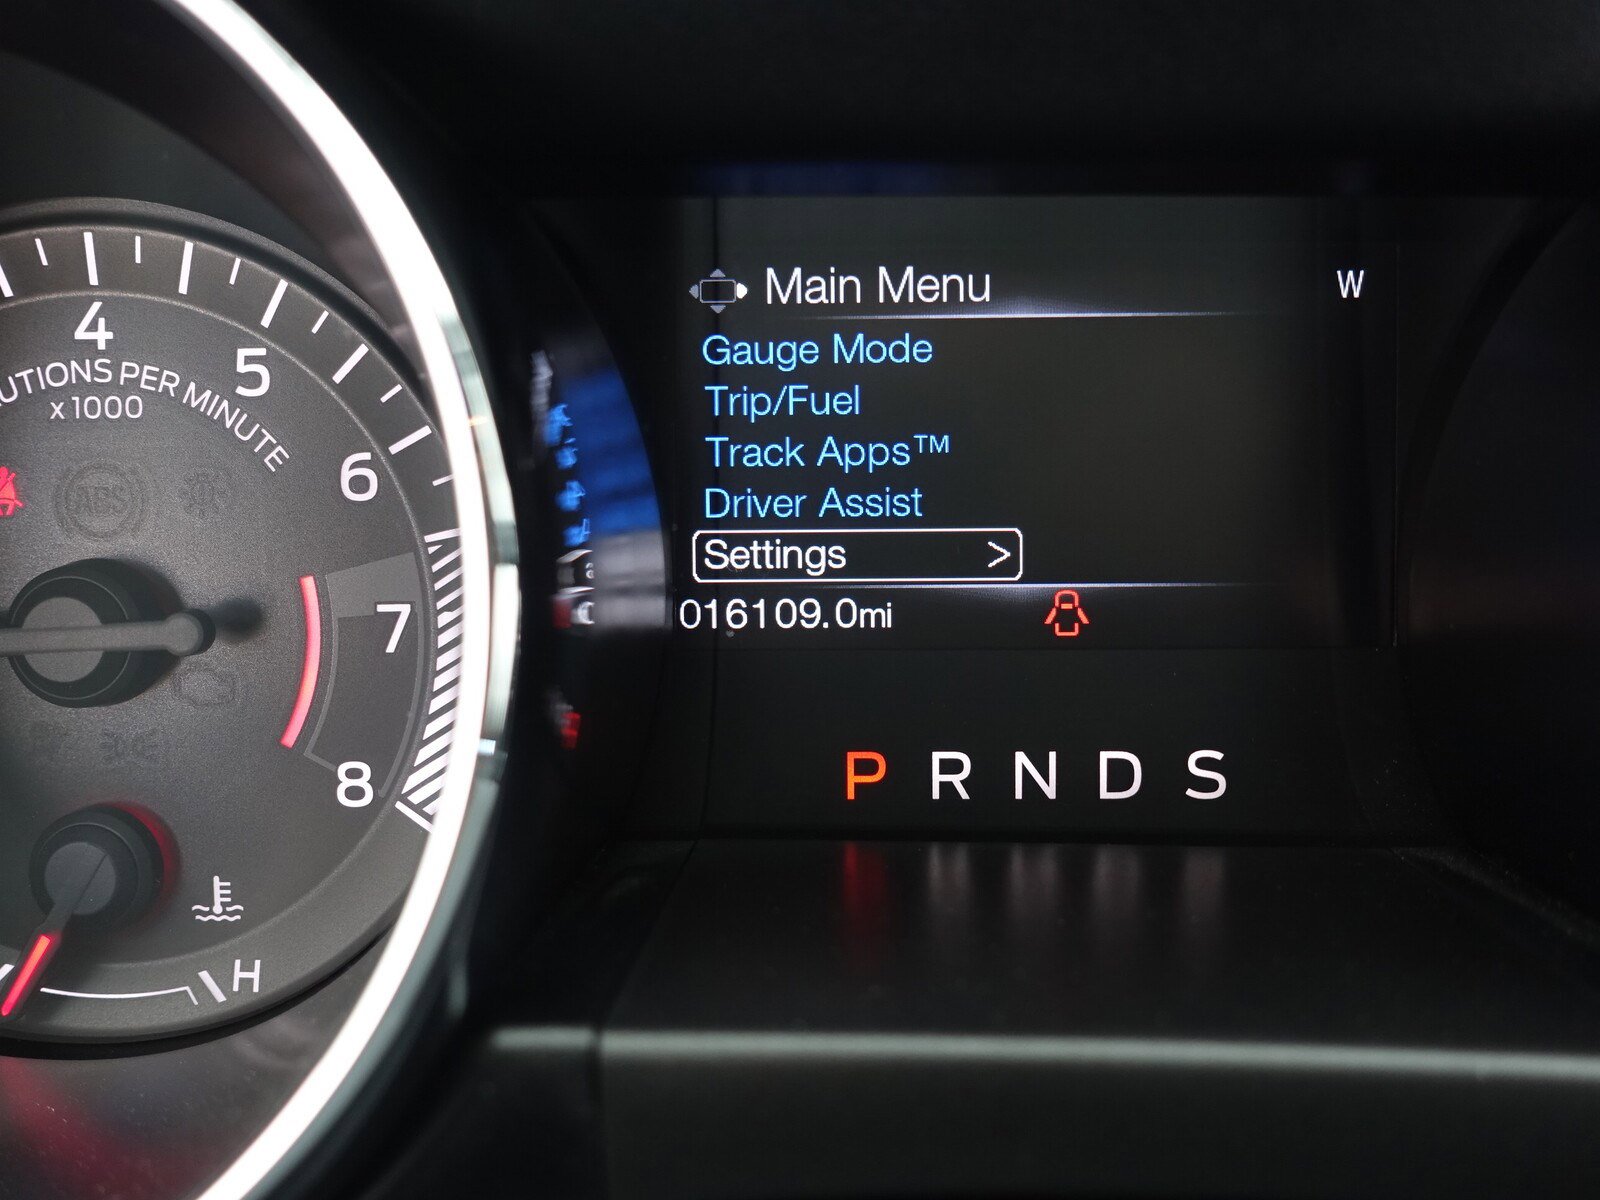 Main Menu
W
Gauge Mode
Trip/Fuel
Track Apps™
Driver Assist
Settings >
016109.0mi
P R N D S
4
5
6
7
8
UTIONS PER MINUTE
x 1000
ABS
H